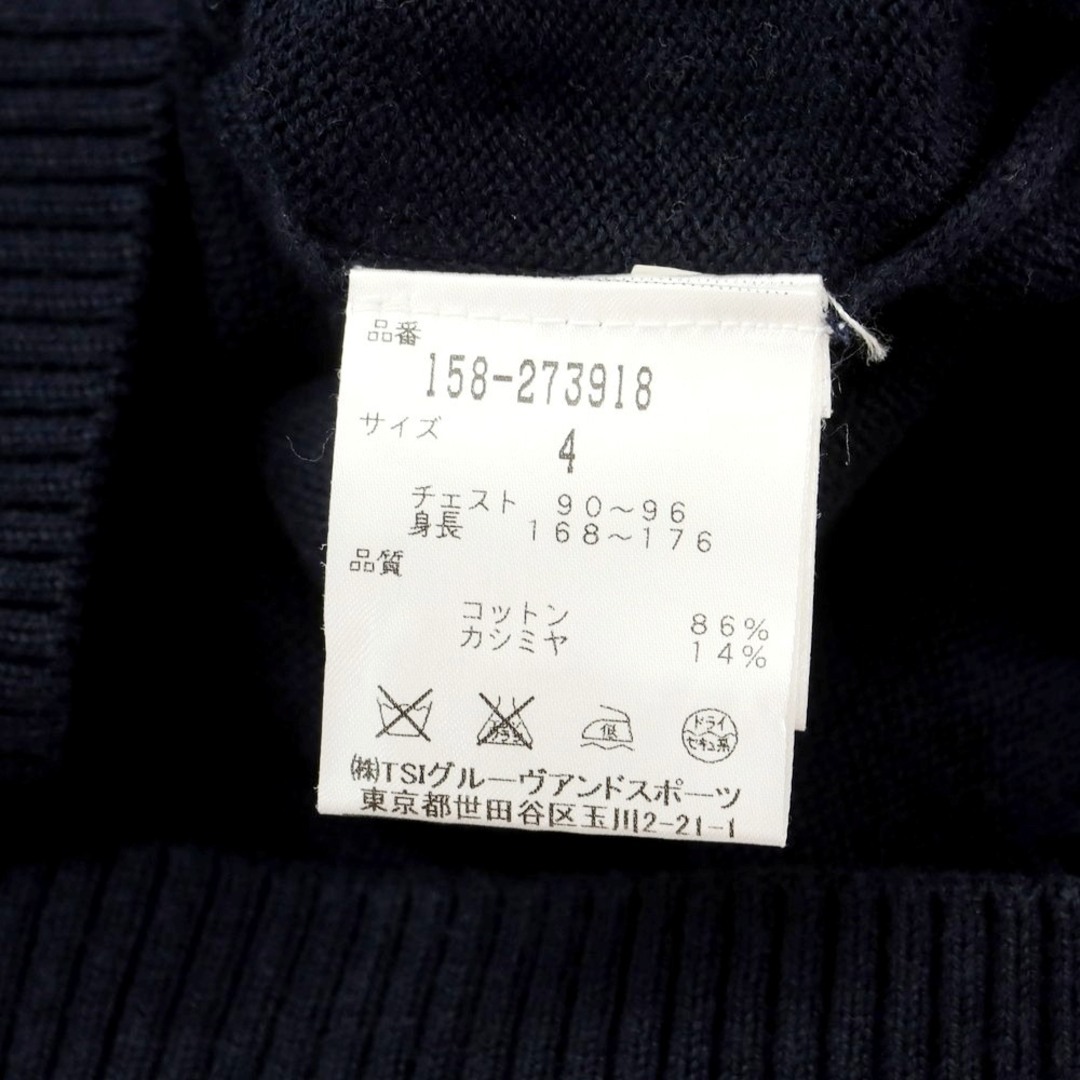 品番
158-273918
サイズ
4
チェスト 90～96
身長 168～176
品質
コットン 86%
カシミヤ 14%
低
ドライ
セキユ系
㈱TSIグルーヴアンドスポーツ
東京都世田谷区玉川2-21-1